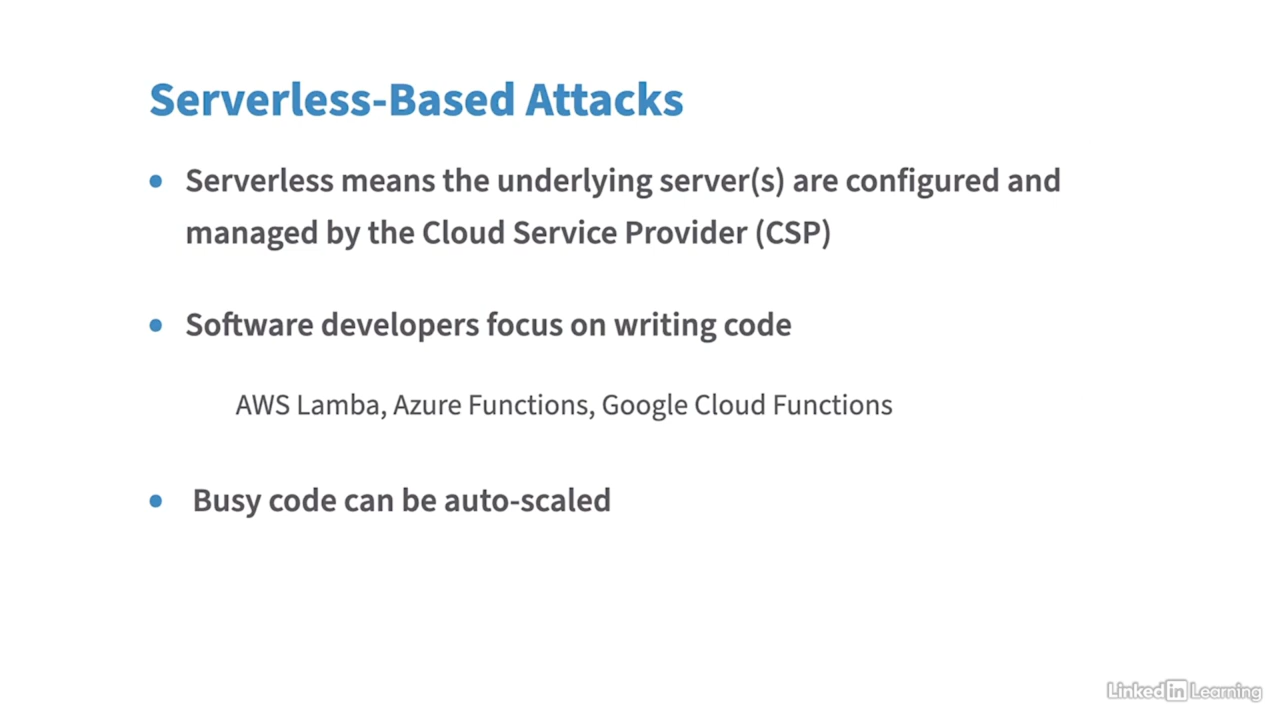 Serverless-Based Attacks
• Serverless means the underlying server(s) are configured and
managed by the Cloud Service Provider (CSP)
• Software developers focus on writing code
AWS Lamba, Azure Functions, Google Cloud Functions
• Busy code can be auto-scaled
Linked in Learning